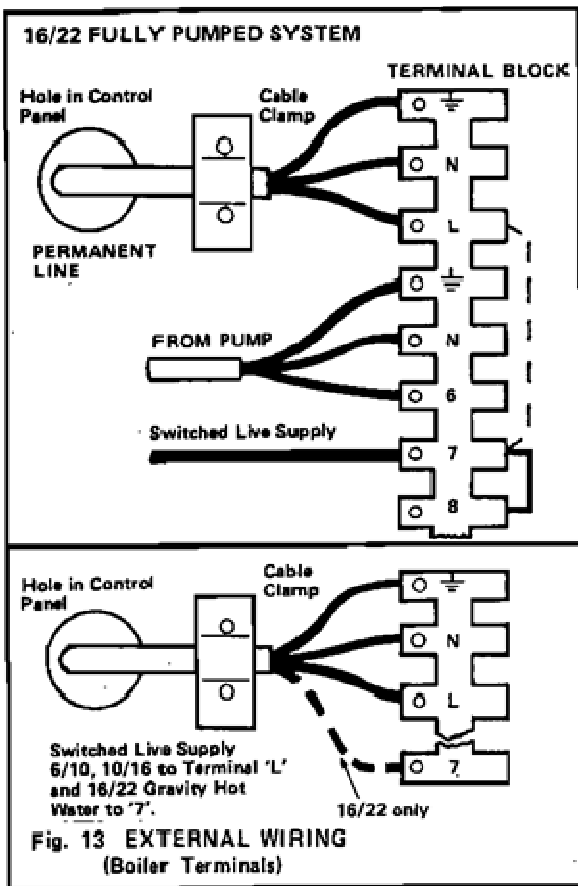 16/22 FULLY PUMPED SYSTEM
TERMINAL BLOCK
Hole in Control
Panel
Cable
Clamp
N
L
PERMANENT
LINE
FROM PUMP
N
6
Switched Live Supply
7
8
Hole in Control
Panel
Cable
Clamp
N
L
Switched Live Supply
6/10, 10/16 to Terminal 'L'
and 16/22 Gravity Hot
Water to '7'.
7
16/22 only
Fig. 13 EXTERNAL WIRING
(Boiler Terminals)